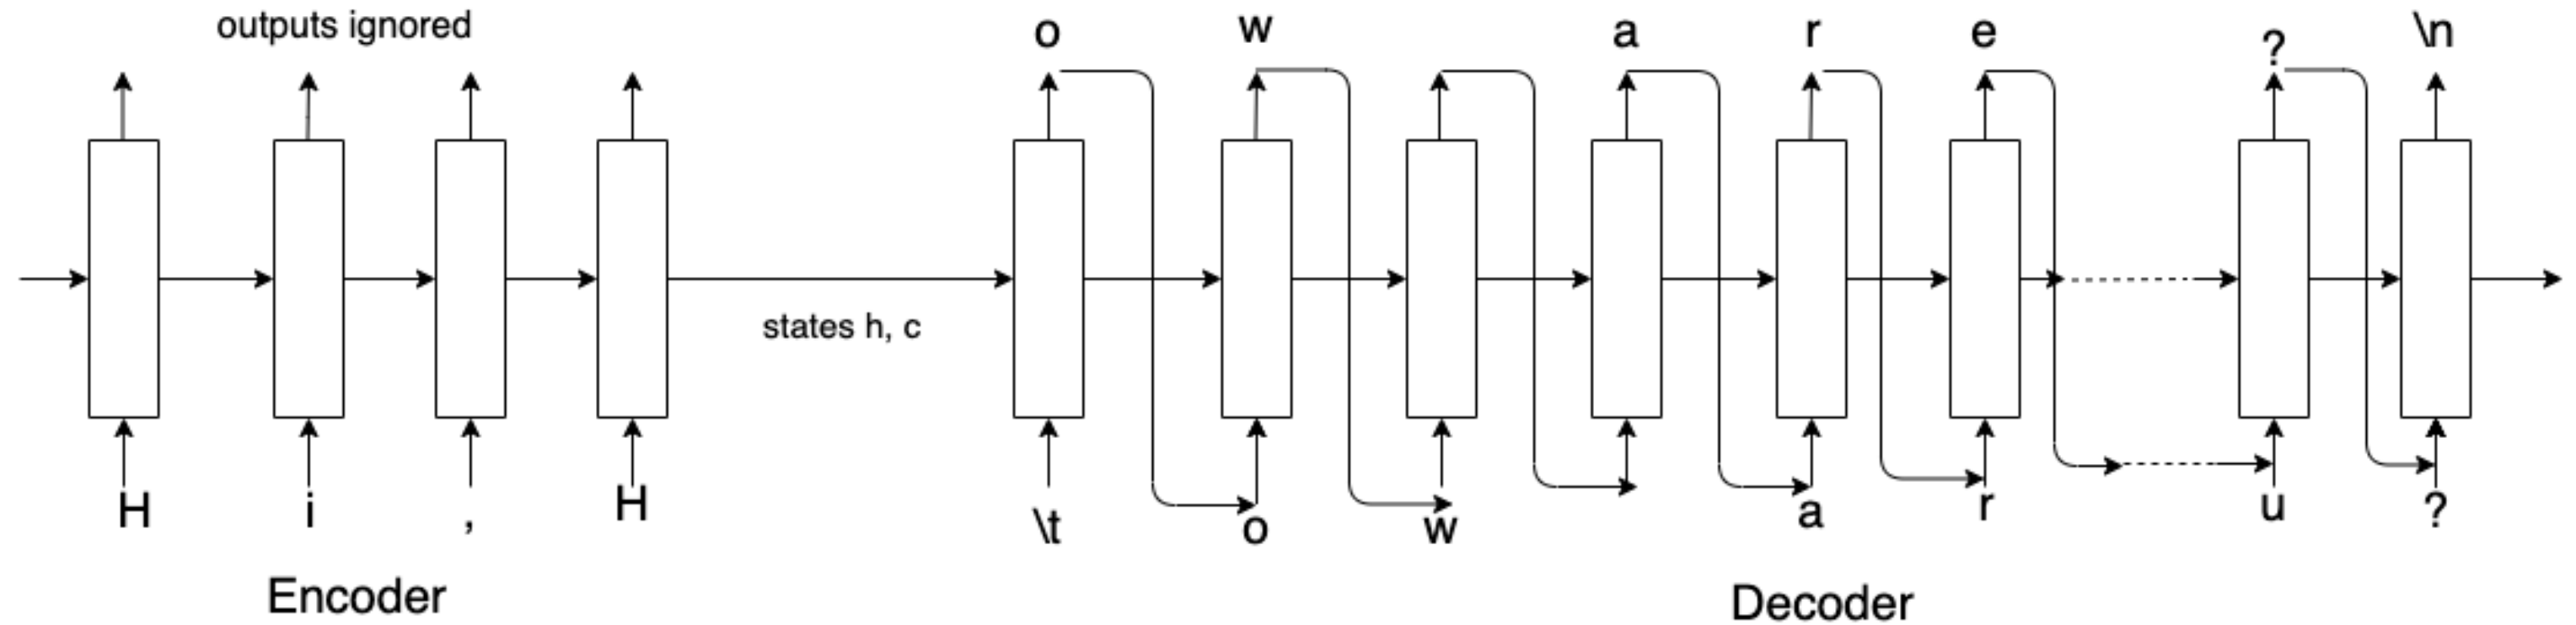 outputs ignored
o w a r e ? \n
states h, c
H i , H \t o w a r u ?
Encoder Decoder